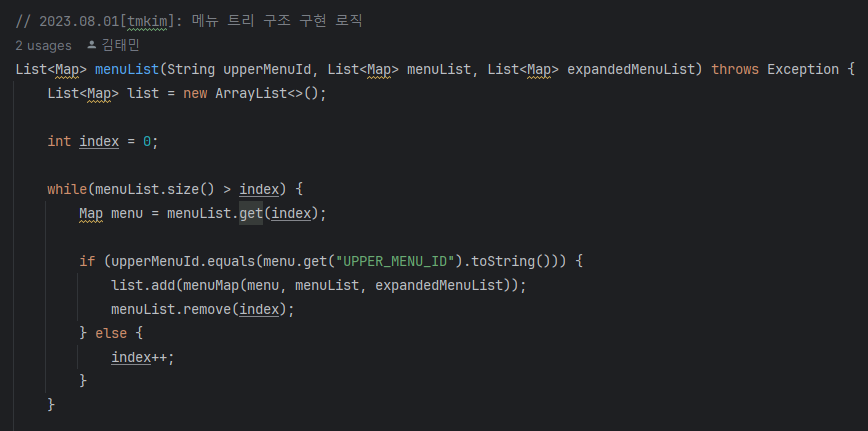 // 2023.08.01[tmkim]: 메뉴 트리 구조 구현 로직
2 usages 김태민
List<Map> menuList(String upperMenuId, List<Map> menuList, List<Map> expandedMenuList) throws Exception {
    List<Map> list = new ArrayList<>();

    int index = 0;

    while(menuList.size() > index) {
        Map menu = menuList.get(index);

        if (upperMenuId.equals(menu.get("UPPER_MENU_ID").toString())) {
            list.add(menuMap(menu, menuList, expandedMenuList));
            menuList.remove(index);
        } else {
            index++;
        }
    }